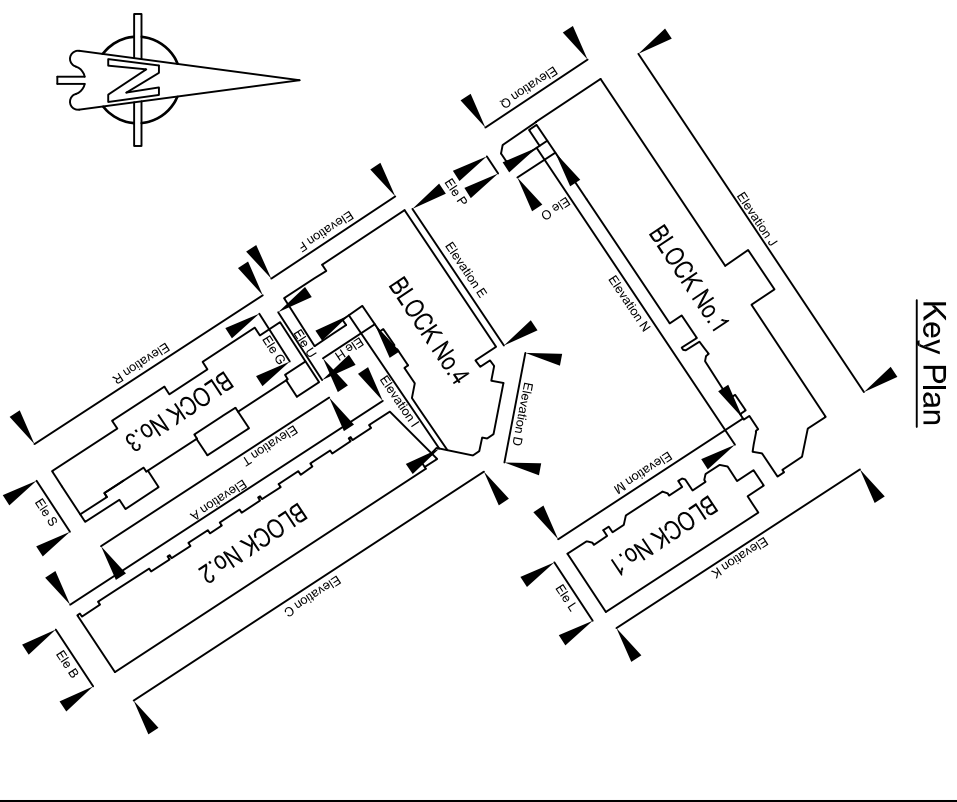 Key Plan
N
Elevation Q
Elevation J
Ele P
Ele O
BLOCK No.1
Elevation F
Elevation E
Elevation N
BLOCK No.4
Elevation R
Ele G
Ele U
Ele H
Elevation I
Elevation D
BLOCK No.3
Elevation T
Elevation A
Ele S
BLOCK No.2
Elevation M
BLOCK No.1
Elevation K
Elevation C
Ele L
Ele B